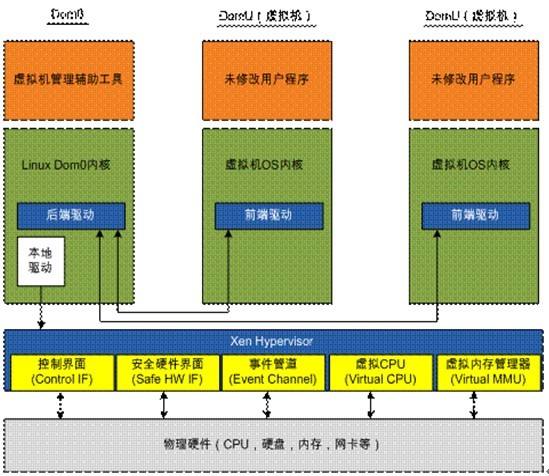 Dom0
DomU（虚拟机）
DomU（虚拟机）
虚拟机管理辅助工具
未修改用户程序
未修改用户程序
Linux Dom0内核
虚拟机OS内核
虚拟机OS内核
后端驱动
前端驱动
前端驱动
本地
驱动
Xen Hypervisor
控制界面
(Control IF)
安全硬件界面
(Safe HW IF)
事件管道
(Event Channel)
虚拟CPU
(Virtual CPU)
虚拟内存管理器
(Virtual MMU)
物理硬件（CPU，硬盘，内存，网卡等）